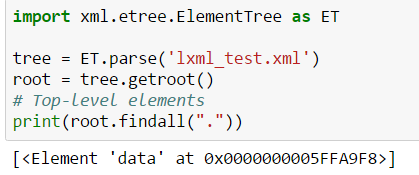 import xml.etree.ElementTree as ET
tree = ET.parse('lxml_test.xml')
root = tree.getroot()
# Top-level elements
print(root.findall("."))
[<Element 'data' at 0x0000000005FFA9F8>]